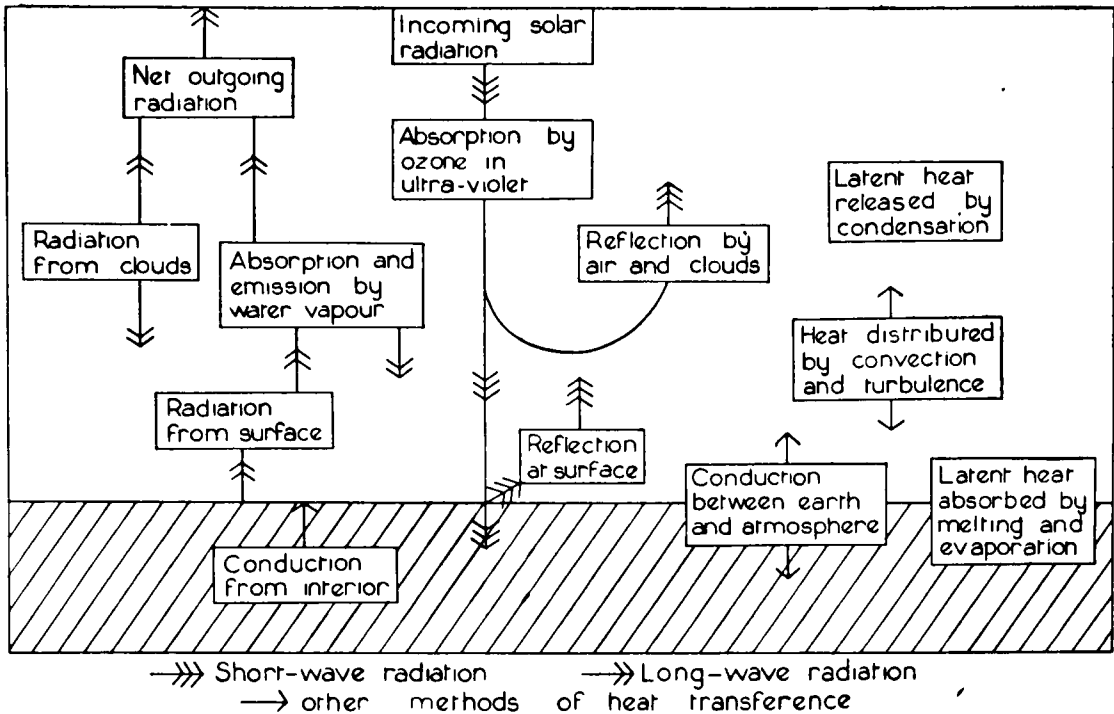 Incoming solar
radiation
Net outgoing
radiation
Absorption by
ozone in
ultra-violet
Latent heat
released by
condensation
Radiation
from clouds
Absorption and
emission by
water vapour
Reflection by
air and clouds
Heat distributed
by convection
and turbulence
Radiation
from surface
Reflection
at surface
Conduction
between earth
and atmosphere
Latent heat
absorbed by
melting and
evaporation
Conduction
from interior
Short-wave radiation
Long-wave radiation
other methods of heat transference